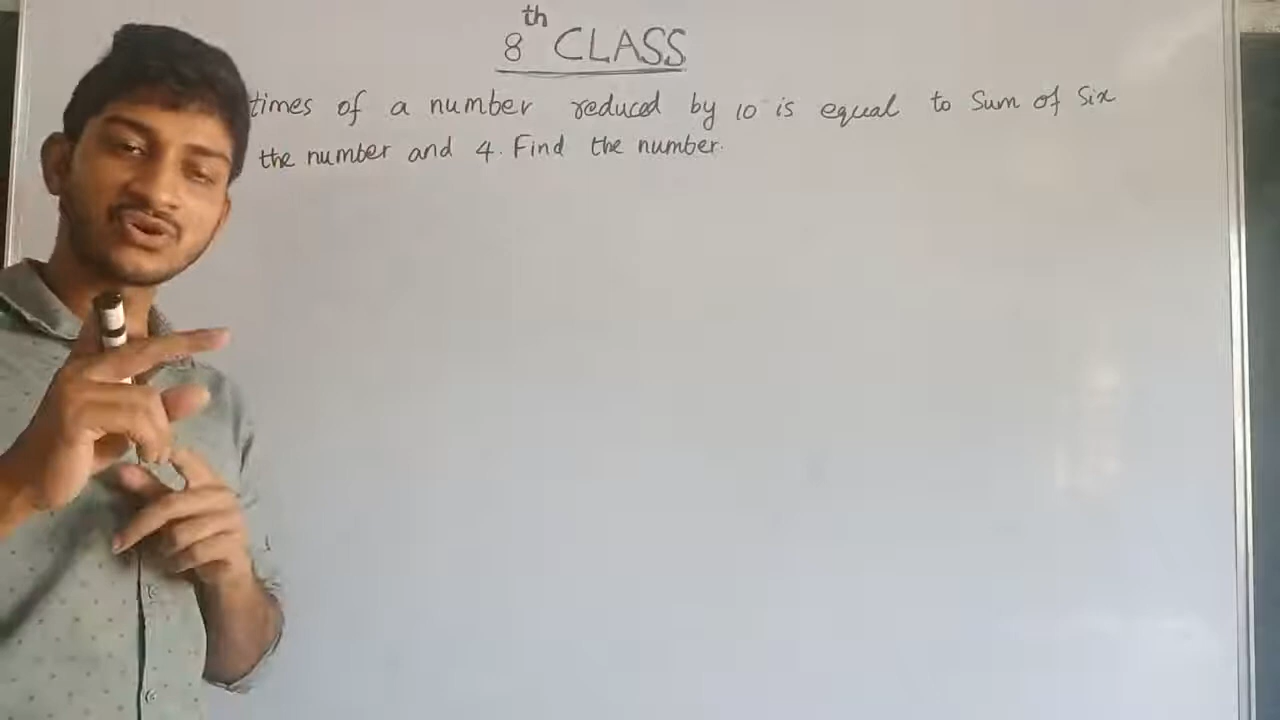 8th CLASS
times of a number reduced by 10 is equal to Sum of Six
the number and 4. Find the number.